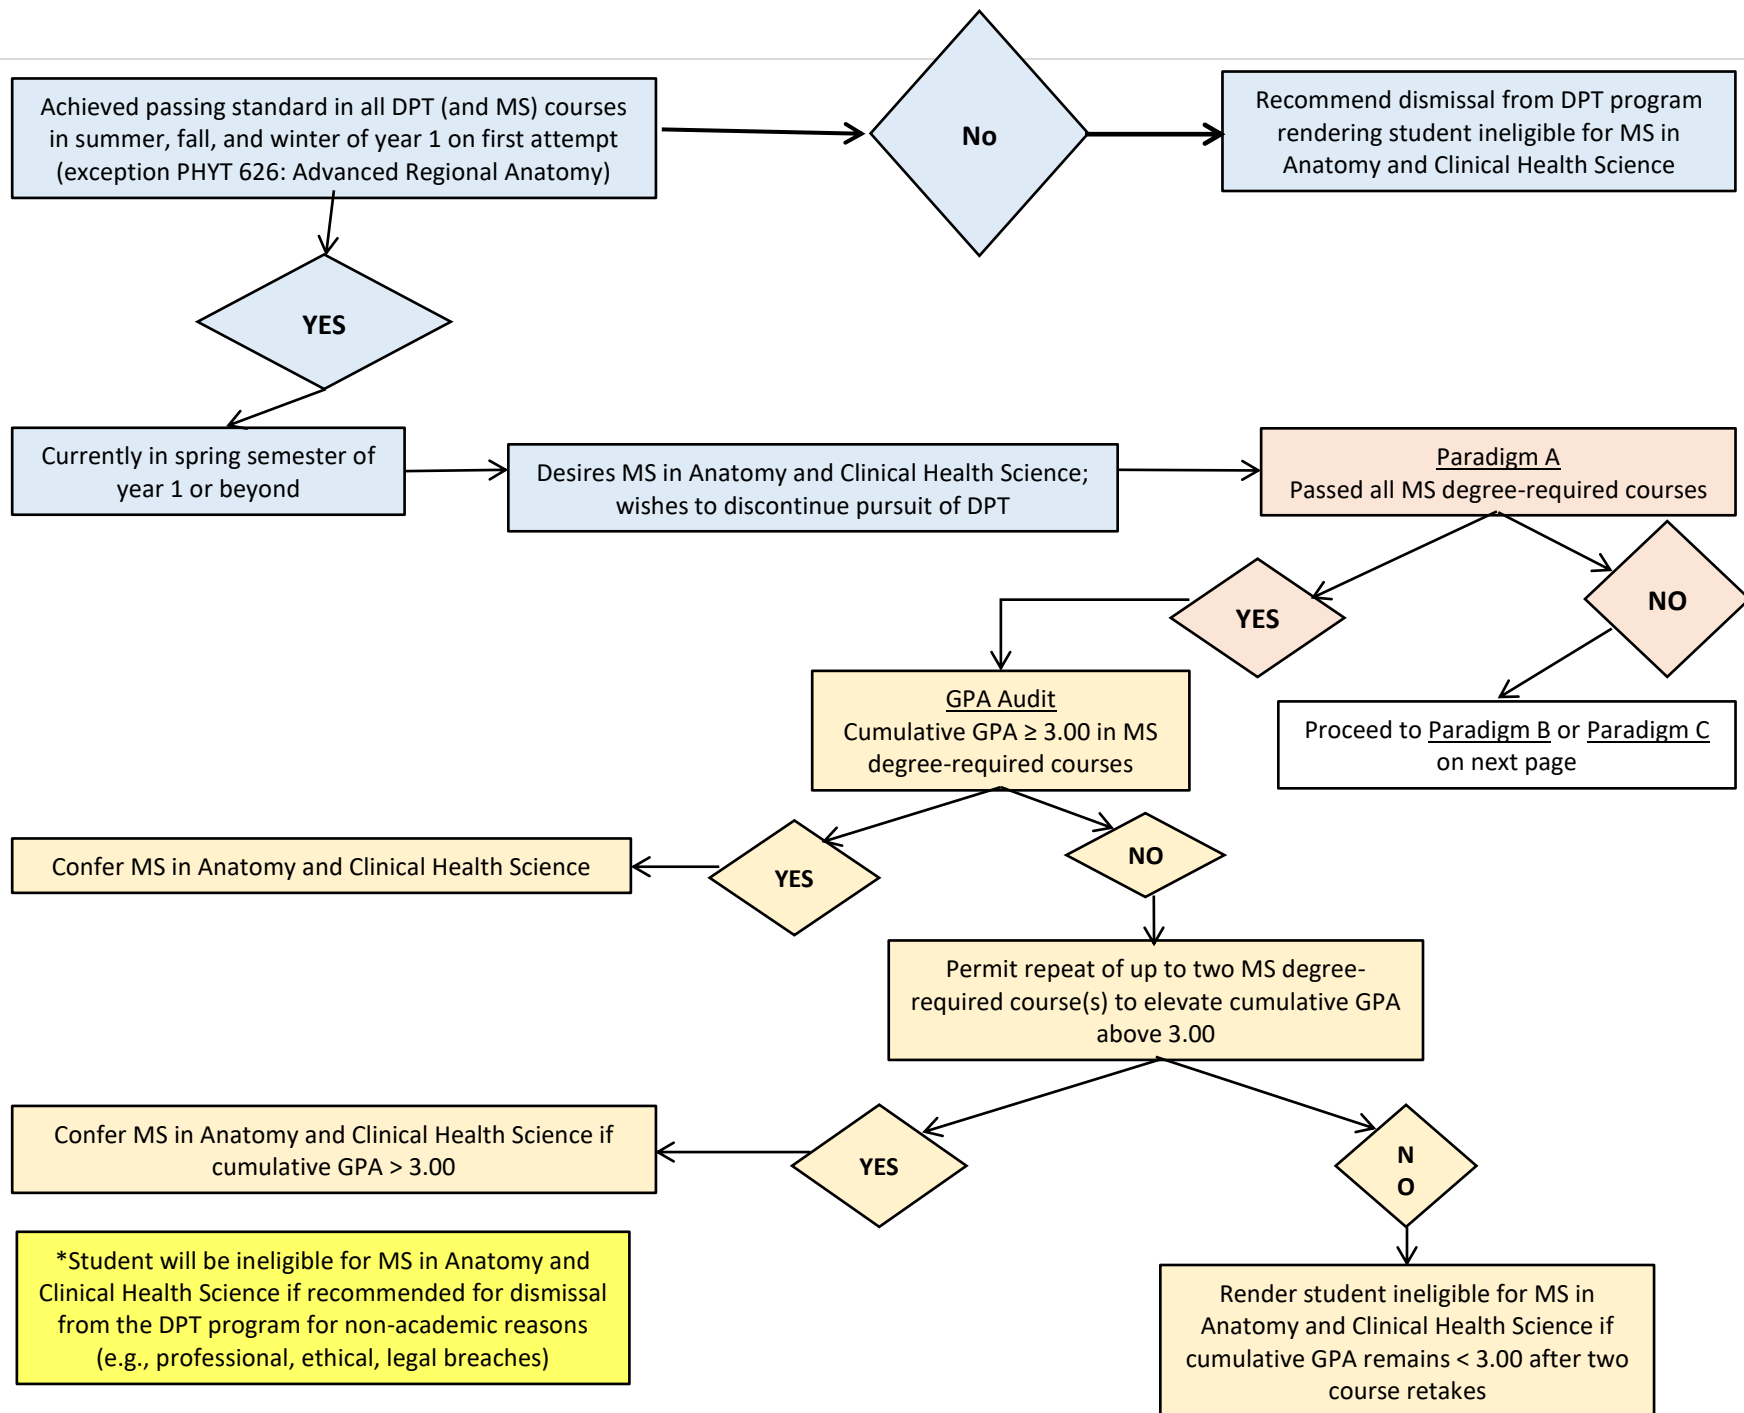 Achieved passing standard in all DPT (and MS) courses
in summer, fall, and winter of year 1 on first attempt
(exception PHYT 626: Advanced Regional Anatomy)
No
Recommend dismissal from DPT program
rendering student ineligible for MS in
Anatomy and Clinical Health Science
YES
Currently in spring semester of
year 1 or beyond
Desires MS in Anatomy and Clinical Health Science;
wishes to discontinue pursuit of DPT
Paradigm A
Passed all MS degree-required courses
YES
NO
GPA Audit
Cumulative GPA ≥ 3.00 in MS
degree-required courses
Proceed to Paradigm B or Paradigm C
on next page
Confer MS in Anatomy and Clinical Health Science
YES
NO
Permit repeat of up to two MS degree-
required course(s) to elevate cumulative GPA
above 3.00
Confer MS in Anatomy and Clinical Health Science if
cumulative GPA > 3.00
YES
N
O
*Student will be ineligible for MS in Anatomy and
Clinical Health Science if recommended for dismissal
from the DPT program for non-academic reasons
(e.g., professional, ethical, legal breaches)
Render student ineligible for MS in
Anatomy and Clinical Health Science if
cumulative GPA remains < 3.00 after two
course retakes